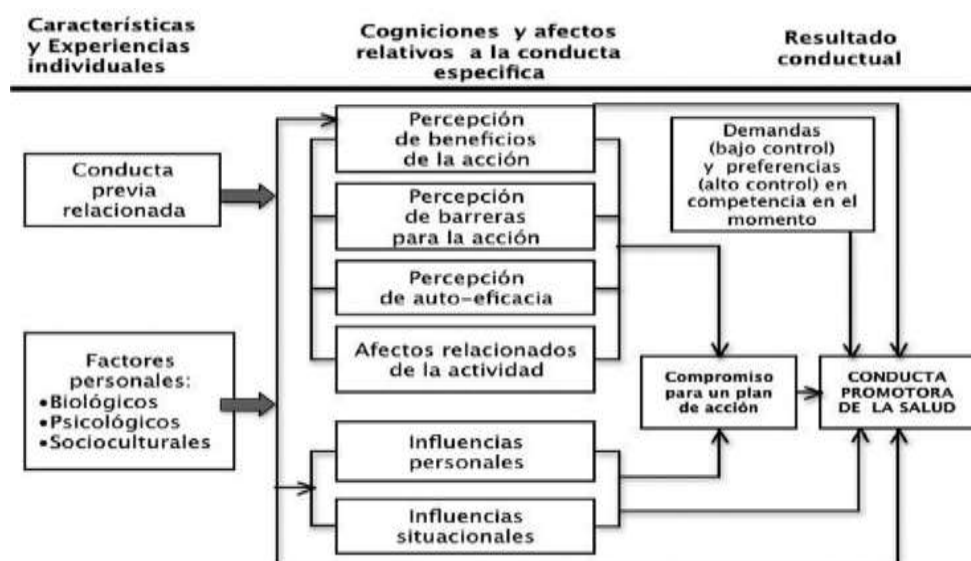 Características
y Experiencias
individuales
Cogniciones y afectos
relativos a la conducta
especifica
Resultado
conductual
Conducta
previa
relacionada
Factores
personales:
•Biológicos
•Psicológicos
•Socioculturales
Percepción
de beneficios
de la acción
Percepción
de barreras
para la acción
Percepción
de auto-eficacia
Afectos relacionados
de la actividad
Influencias
personales
Influencias
situacionales
Demandas
(bajo control)
y preferencias
(alto control) en
competencia en el
momento
Compromiso
para un plan
de acción
CONDUCTA
PROMOTORA
DE LA SALUD